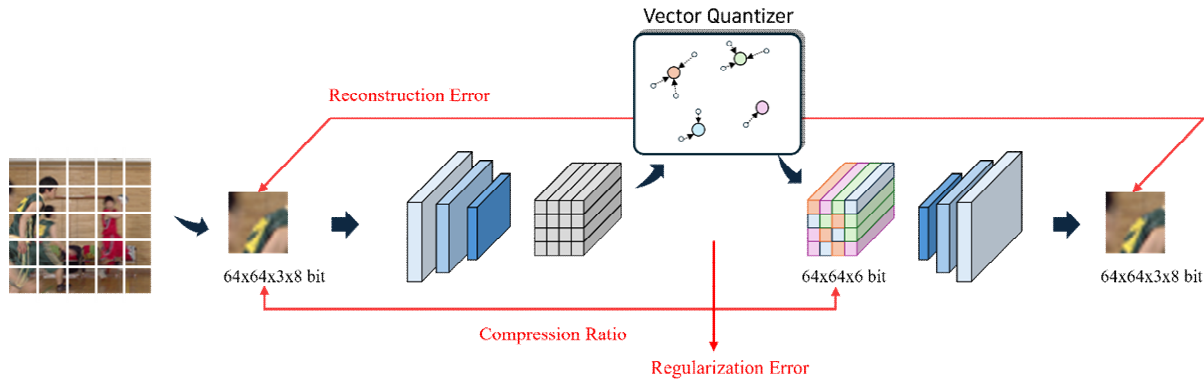 Vector Quantizer
Reconstruction Error
64x64x3x8 bit
64x64x6 bit
64x64x3x8 bit
Compression Ratio
Regularization Error